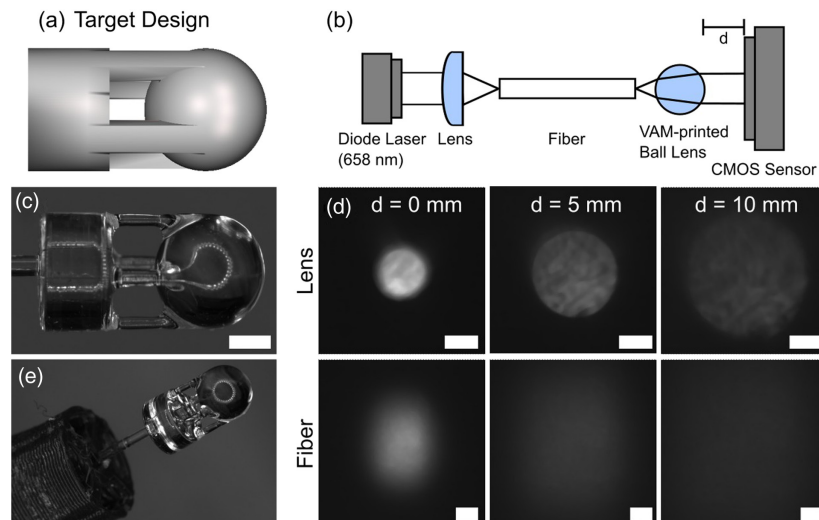 (a) Target Design
(b)
d
Diode Laser
(658 nm)
Lens
Fiber
VAM-printed
Ball Lens
CMOS Sensor
(c)
(d)
d = 0 mm
d = 5 mm
d = 10 mm
Lens
(e)
Fiber